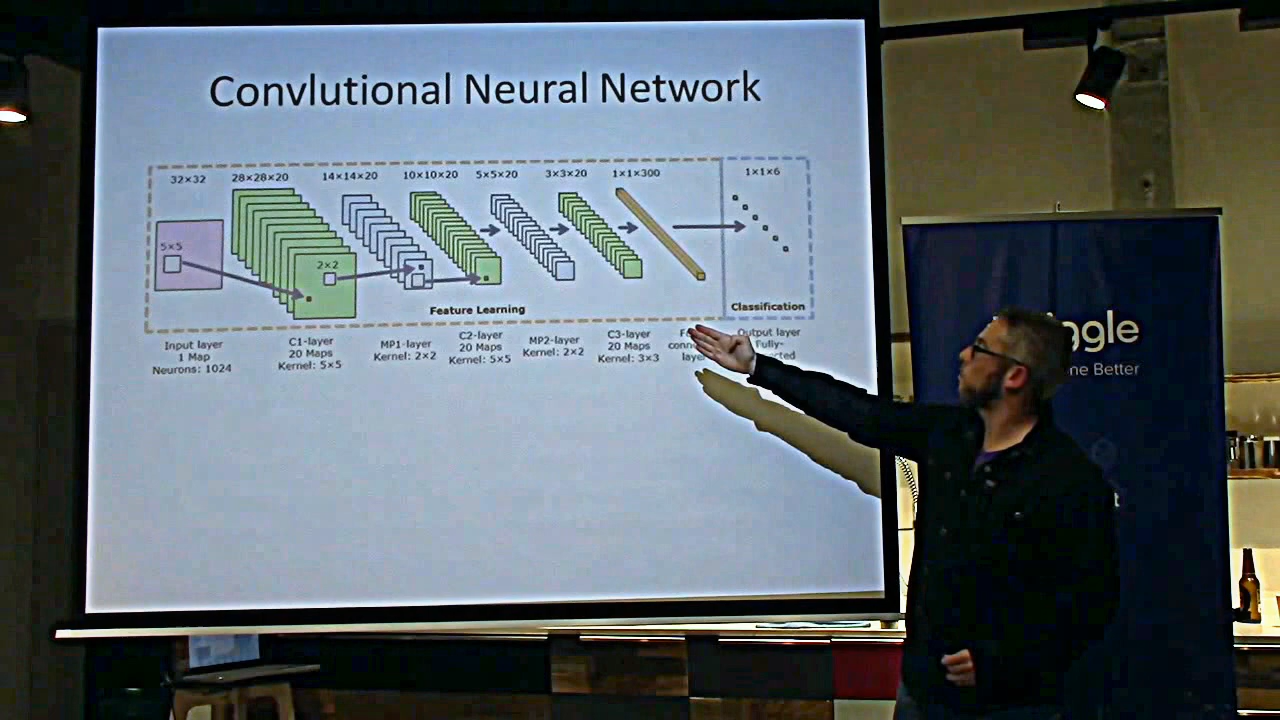 Convlutional Neural Network
32×32
28×28×20
14×14×20
10×10×20
5×5×20
3×3×20
1×1×300
1×1×6
5×5
2×2
Feature Learning
Classification
Input layer
1 Map
Neurons: 1024
C1-layer
20 Maps
Kernel: 5×5
MP1-layer
Kernel: 2×2
C2-layer
20 Maps
Kernel: 5×5
MP2-layer
Kernel: 2×2
C3-layer
20 Maps
Kernel: 3×3
Output layer
Fully-
ggle
me Better